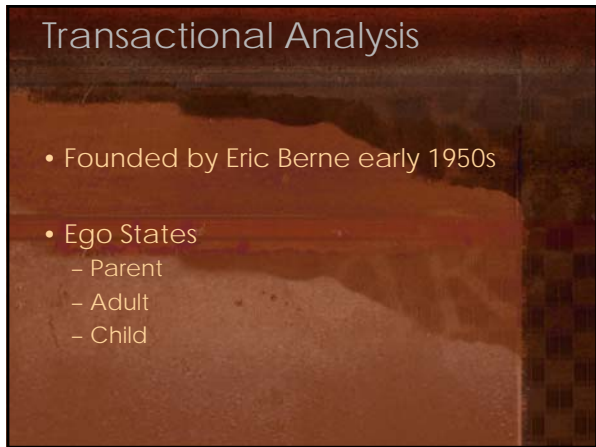 Transactional Analysis
• Founded by Eric Berne early 1950s
• Ego States
– Parent
– Adult
– Child